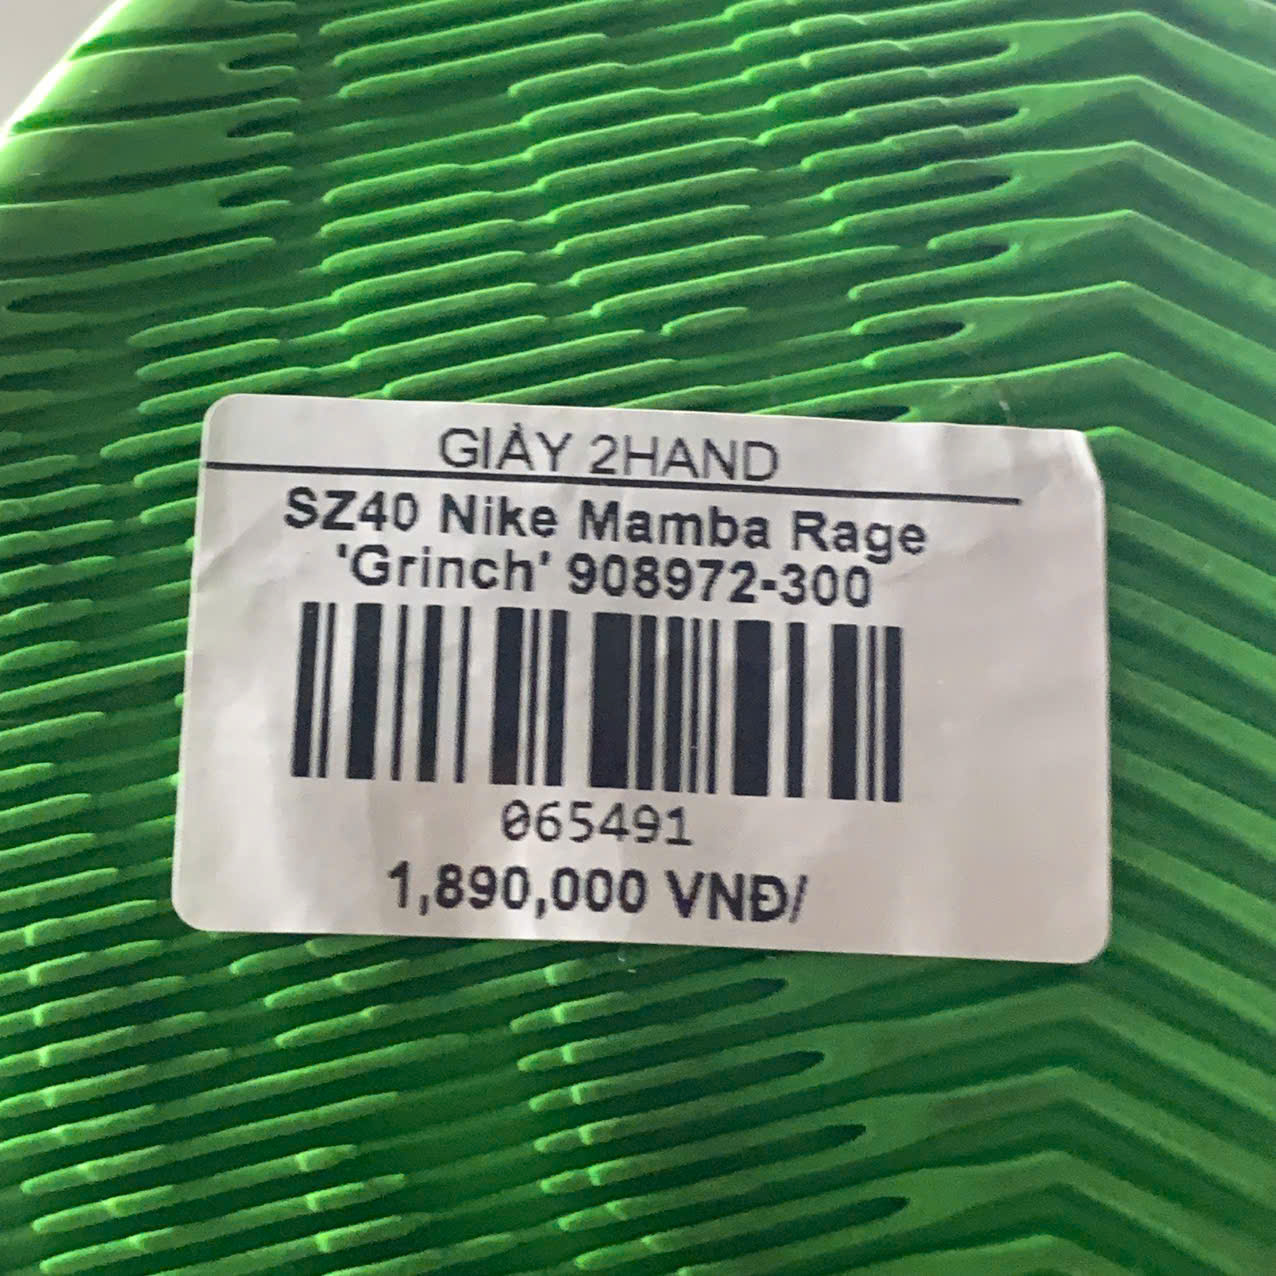 GIÀY 2HAND
SZ40 Nike Mamba Rage
'Grinch' 908972-300
065491
1,890,000 VNĐ/